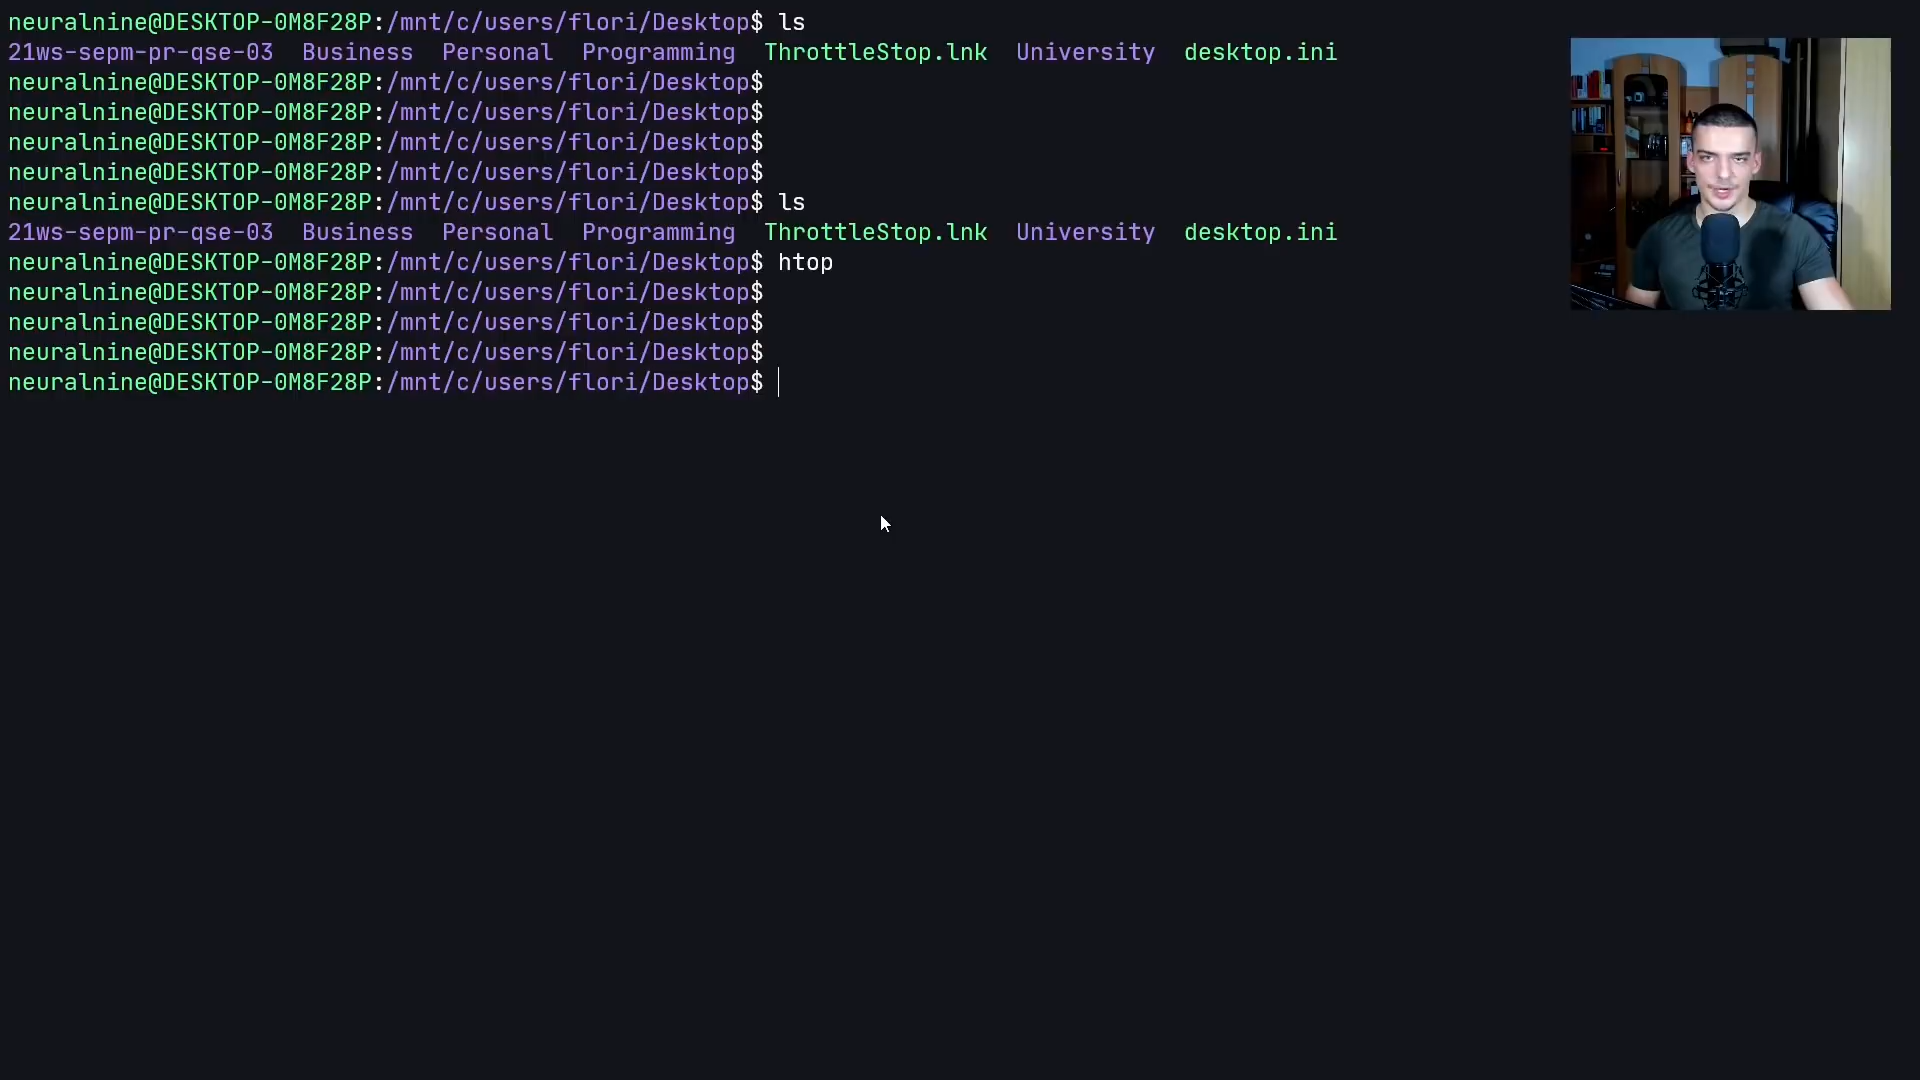 neuralnine@DESKTOP-0M8F28P:/mnt/c/users/flori/Desktop$ ls
21ws-sepm-pr-qse-03  Business  Personal  Programming  ThrottleStop.lnk  University  desktop.ini
neuralnine@DESKTOP-0M8F28P:/mnt/c/users/flori/Desktop$
neuralnine@DESKTOP-0M8F28P:/mnt/c/users/flori/Desktop$
neuralnine@DESKTOP-0M8F28P:/mnt/c/users/flori/Desktop$
neuralnine@DESKTOP-0M8F28P:/mnt/c/users/flori/Desktop$
neuralnine@DESKTOP-0M8F28P:/mnt/c/users/flori/Desktop$ ls
21ws-sepm-pr-qse-03  Business  Personal  Programming  ThrottleStop.lnk  University  desktop.ini
neuralnine@DESKTOP-0M8F28P:/mnt/c/users/flori/Desktop$ htop
neuralnine@DESKTOP-0M8F28P:/mnt/c/users/flori/Desktop$
neuralnine@DESKTOP-0M8F28P:/mnt/c/users/flori/Desktop$
neuralnine@DESKTOP-0M8F28P:/mnt/c/users/flori/Desktop$
neuralnine@DESKTOP-0M8F28P:/mnt/c/users/flori/Desktop$